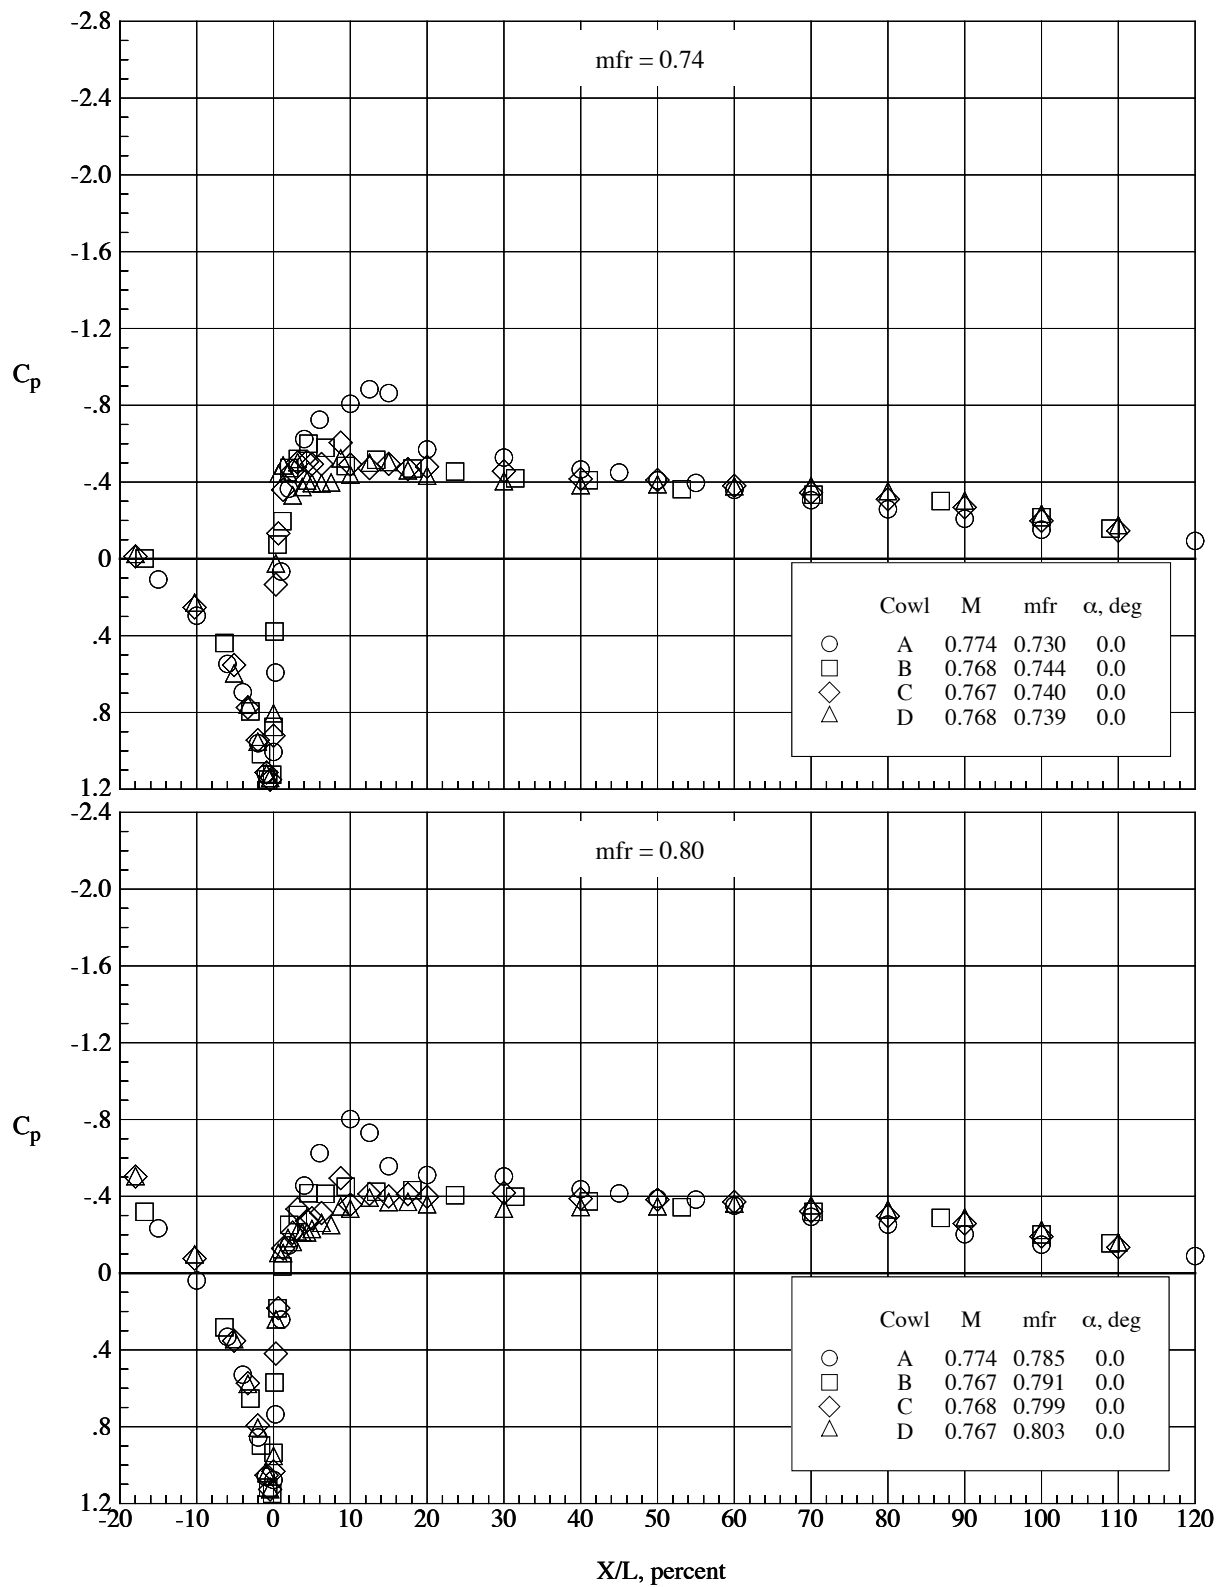 -2.8
mfr = 0.74
-2.4
-2.0
-1.6
-1.2
Cp
-.8
-.4
0
Cowl M mfr α, deg
.4
A 0.774 0.730 0.0
B 0.768 0.744 0.0
C 0.767 0.740 0.0
.8
D 0.768 0.739 0.0
1.2
-2.4
mfr = 0.80
-2.0
-1.6
-1.2
Cp
-.8
-.4
0
Cowl M mfr α, deg
.4
A 0.774 0.785 0.0
B 0.767 0.791 0.0
C 0.768 0.799 0.0
.8
D 0.767 0.803 0.0
1.2
-20 -10 0 10 20 30 40 50 60 70 80 90 100 110 120
X/L, percent